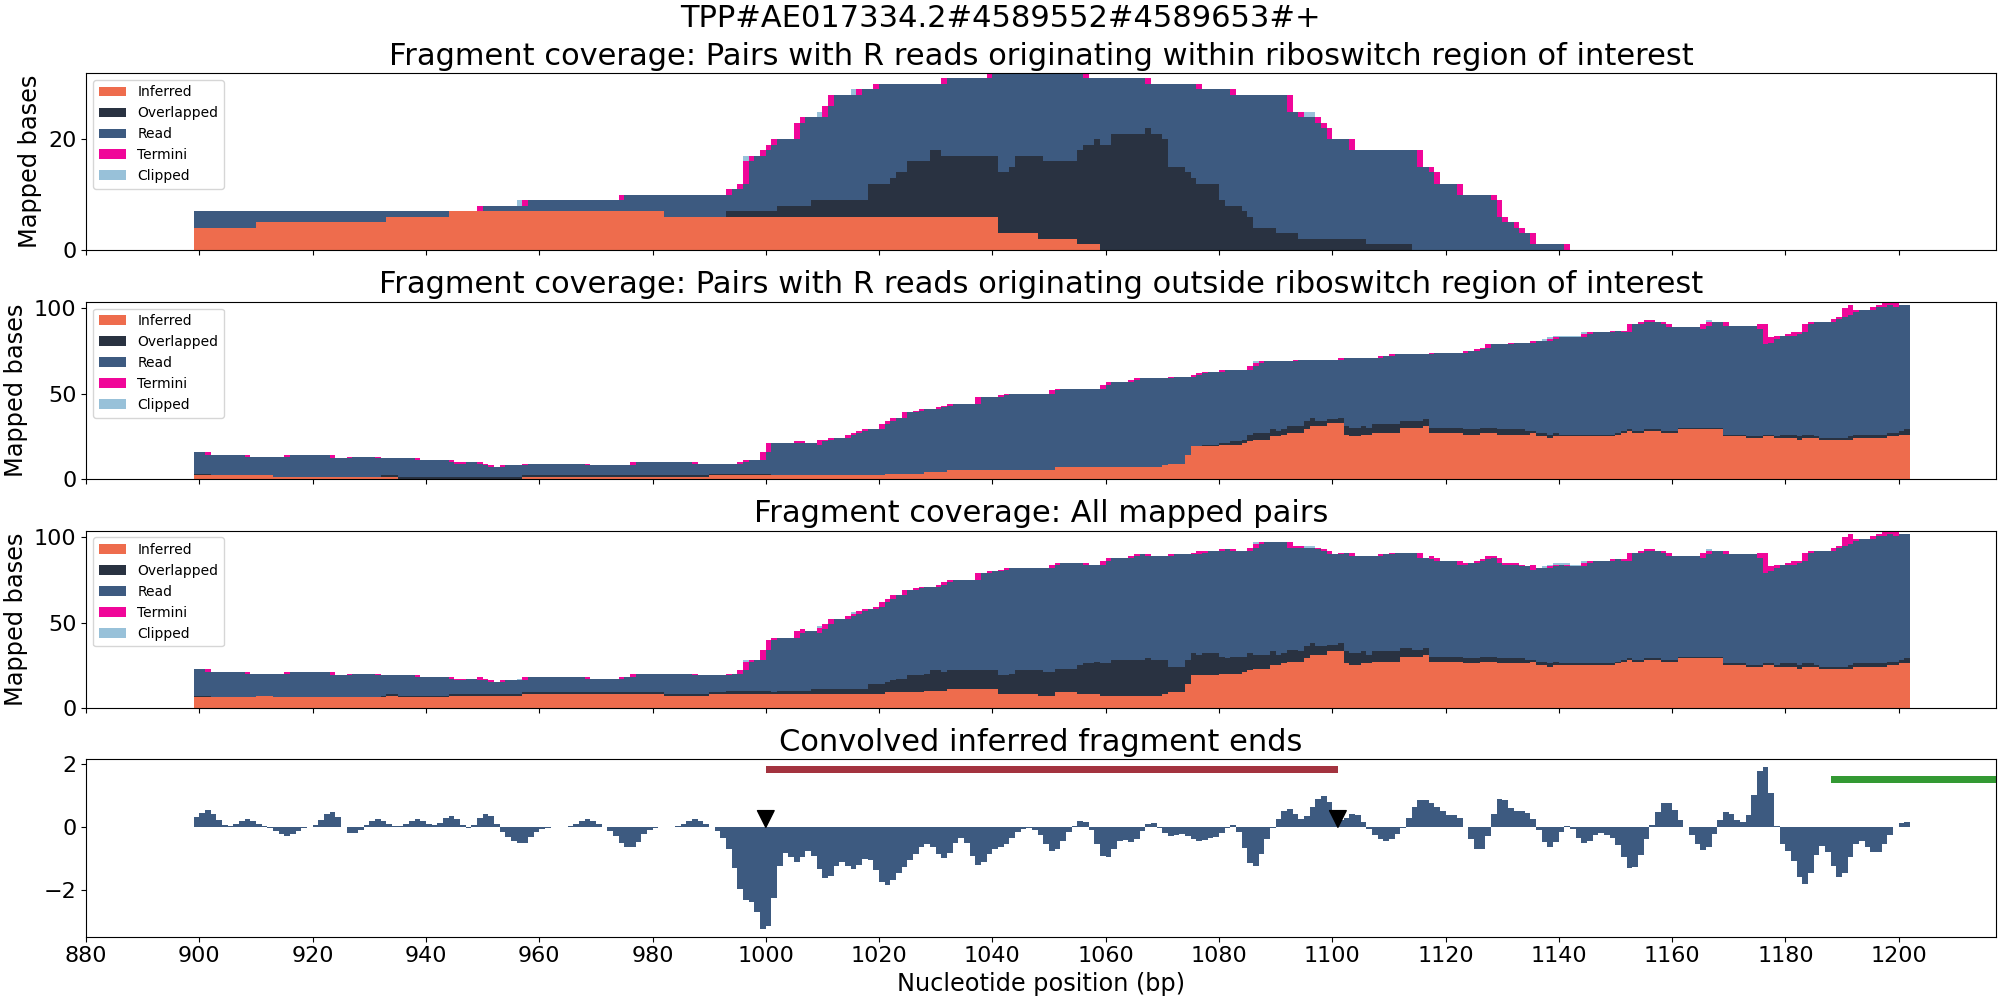 TPP#AE017334.2#4589552#4589653#+
Fragment coverage: Pairs with R reads originating within riboswitch region of interest
Mapped bases
20
0
Inferred
Overlapped
Read
Termini
Clipped
Fragment coverage: Pairs with R reads originating outside riboswitch region of interest
Mapped bases
100
50
0
Inferred
Overlapped
Read
Termini
Clipped
Fragment coverage: All mapped pairs
Mapped bases
100
50
0
Inferred
Overlapped
Read
Termini
Clipped
Convolved inferred fragment ends
2
0
−2
880 900 920 940 960 980 1000 1020 1040 1060 1080 1100 1120 1140 1160 1180 1200
Nucleotide position (bp)